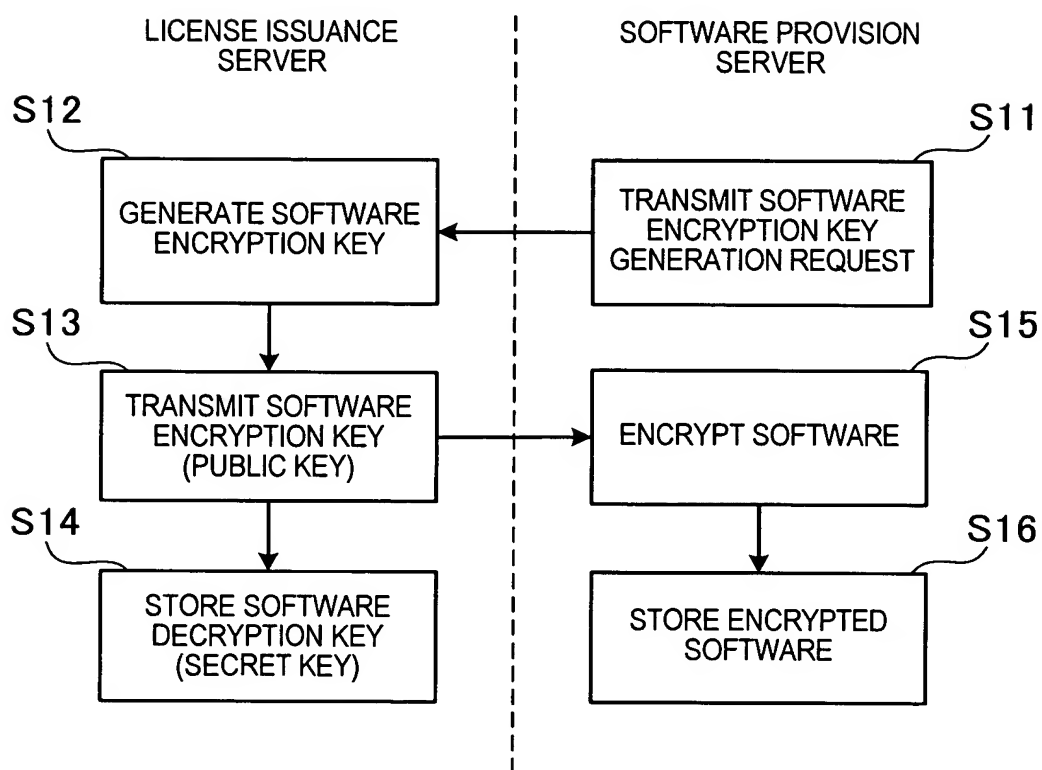 LICENSE ISSUANCE
SERVER
SOFTWARE PROVISION
SERVER
S12
S11
GENERATE SOFTWARE
ENCRYPTION KEY
TRANSMIT SOFTWARE
ENCRYPTION KEY
GENERATION REQUEST
S13
S15
TRANSMIT SOFTWARE
ENCRYPTION KEY
(PUBLIC KEY)
ENCRYPT SOFTWARE
S14
S16
STORE SOFTWARE
DECRYPTION KEY
(SECRET KEY)
STORE ENCRYPTED
SOFTWARE